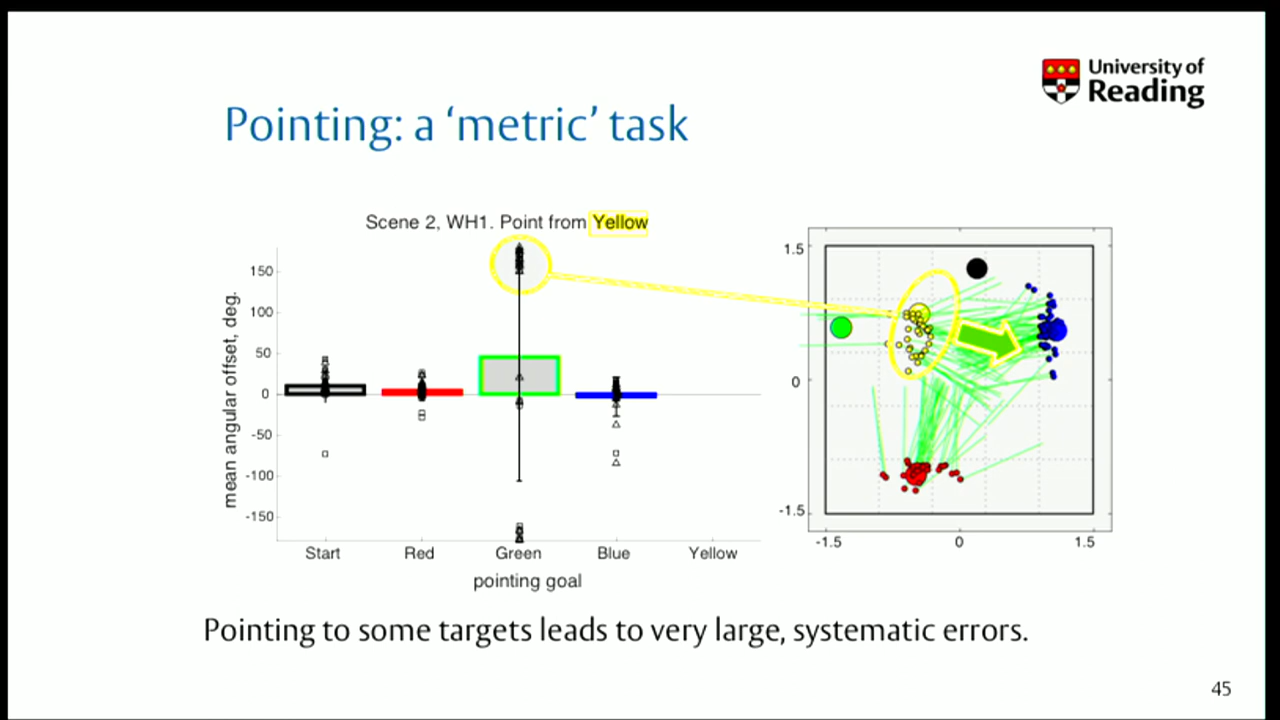 University of
Reading
Pointing: a ‘metric’ task
Scene 2, WH1. Point from Yellow
mean angular offset, deg.
150
100
50
0
-50
-100
-150
Start Red Green Blue Yellow
pointing goal
1.5
0
-1.5
-1.5 0 1.5
Pointing to some targets leads to very large, systematic errors.
45